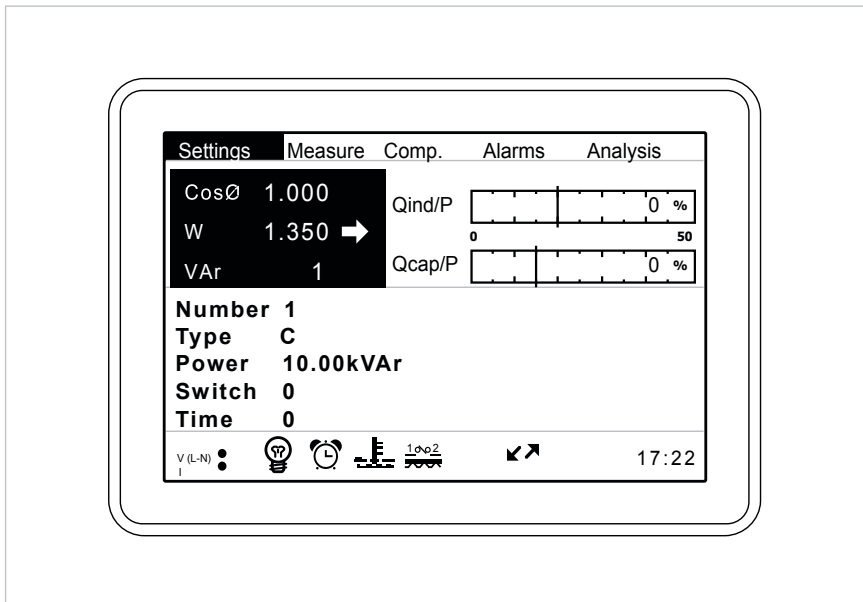 Settings Measure Comp. Alarms Analysis
CosØ 1.000
W 1.350
VAr 1
Qind/P 0 %
0 50
Qcap/P 0 %
Number 1
Type C
Power 10.00kVAr
Switch 0
Time 0
V (L-N)
I
1 2
17:22